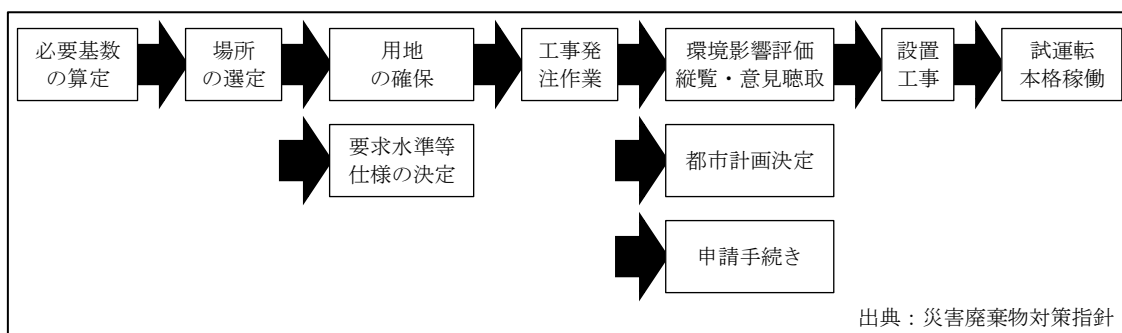 必要基数
の算定
場所
の選定
用地
の確保
工事発
注作業
環境影響評価
縦覧・意見聴取
設置
工事
試運転
本格稼働
要求水準等
仕様の決定
都市計画決定
申請手続き
出典：災害廃棄物対策指針